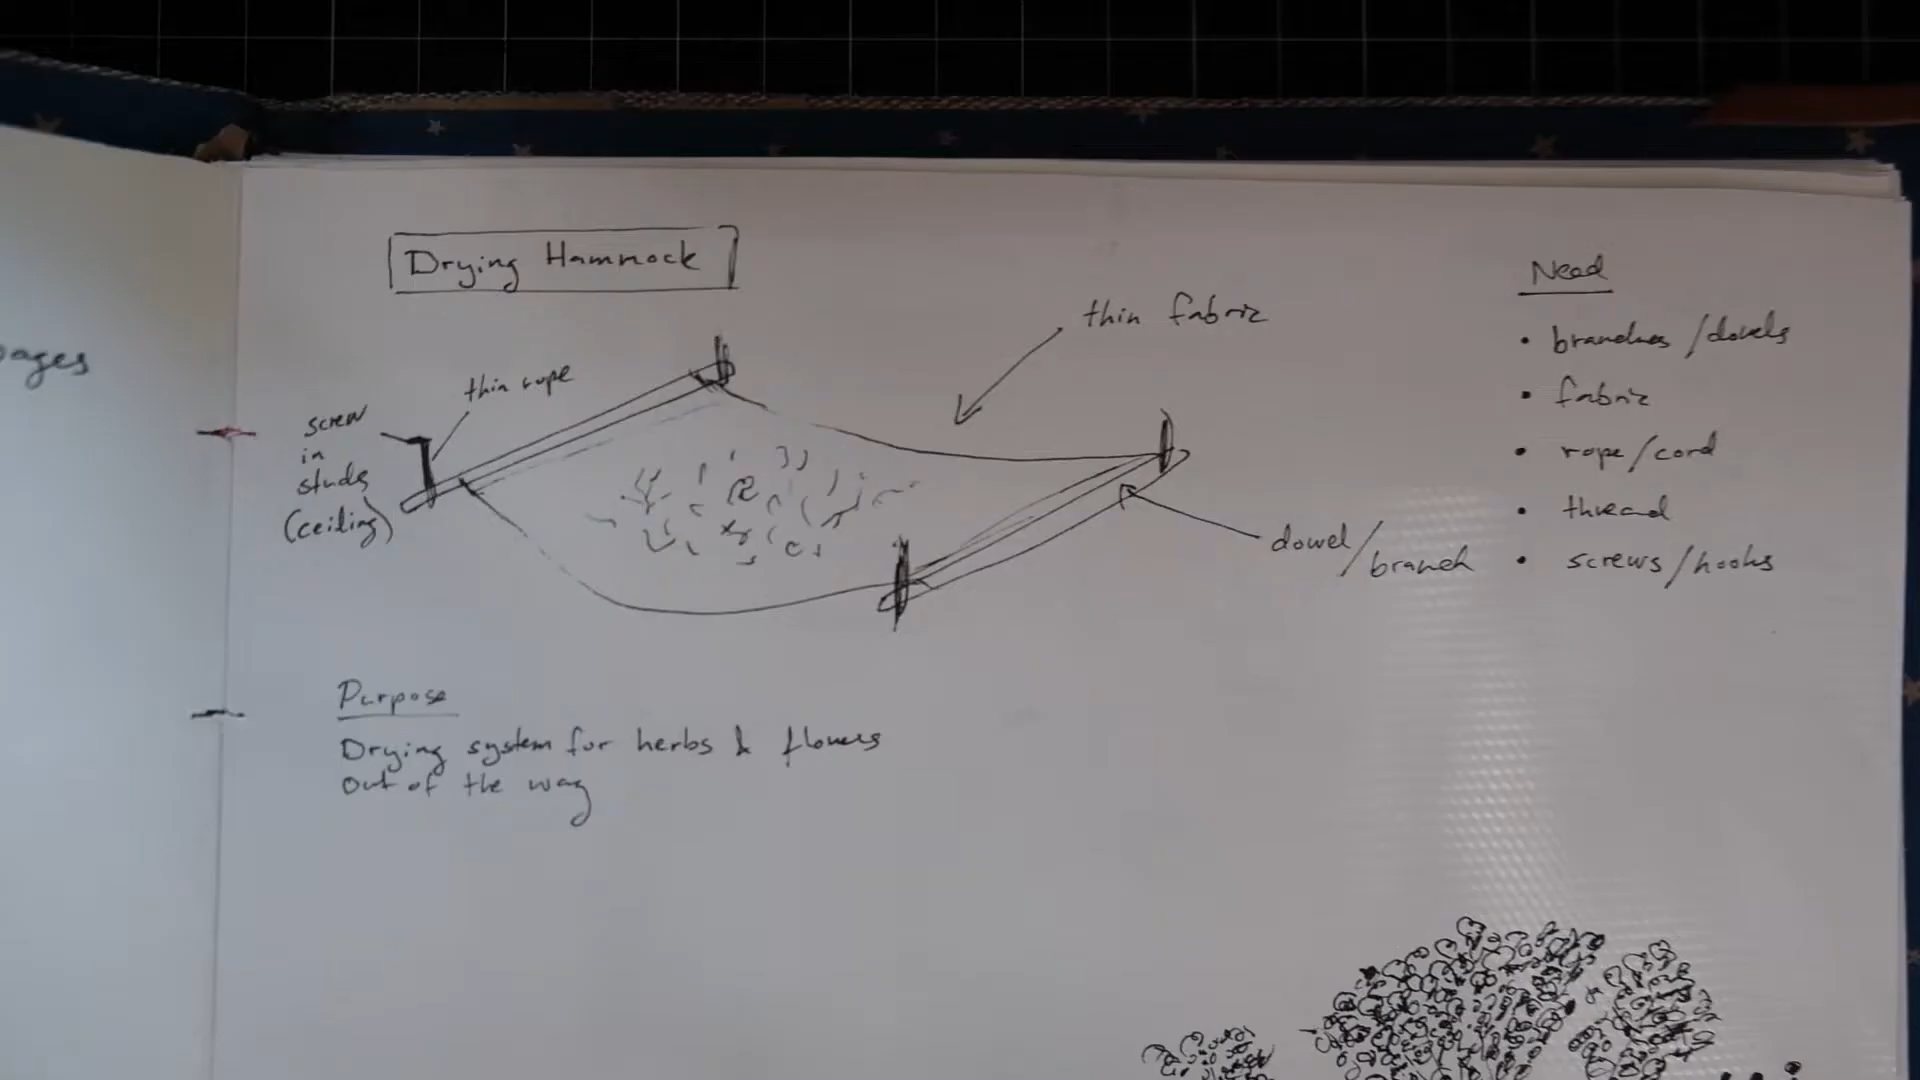 pages
Drying Hammock
thin fabric
thin rope
screw
in
studs
(ceiling)
dowel/
branch
Need
• branches/dowels
• fabric
• rope/cord
• thread
• screws/hooks
Purpose
Drying system for herbs & flowers
out of the way